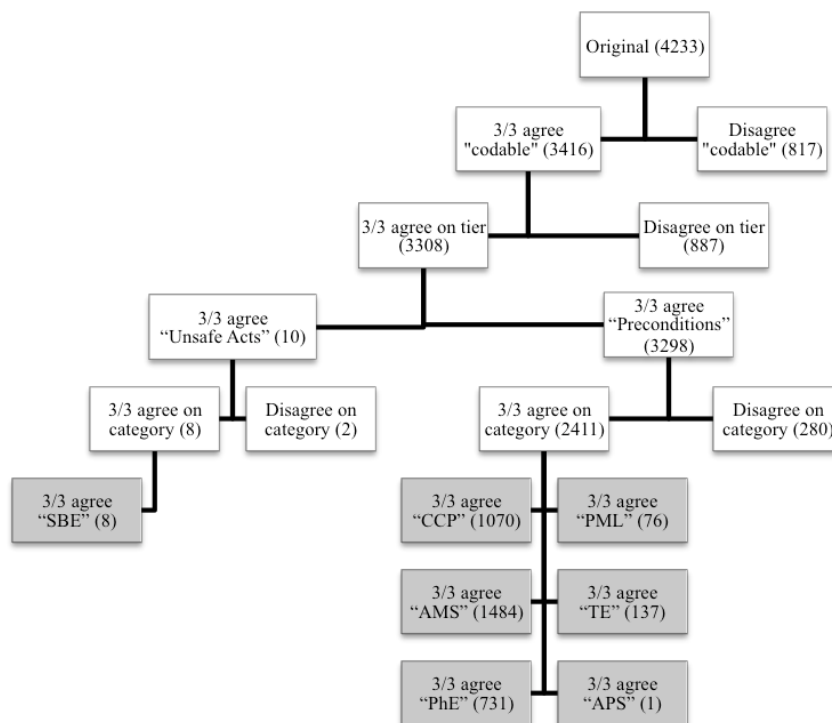 Original (4233)
3/3 agree
"codable" (3416)
Disagree
"codable" (817)
3/3 agree on tier
(3308)
Disagree on tier
(887)
3/3 agree
“Unsafe Acts” (10)
3/3 agree
“Preconditions”
(3298)
3/3 agree on
category (8)
Disagree on
category (2)
3/3 agree on
category (2411)
Disagree on
category (280)
3/3 agree
“SBE” (8)
3/3 agree
“CCP” (1070)
3/3 agree
“PML” (76)
3/3 agree
“AMS” (1484)
3/3 agree
“TE” (137)
3/3 agree
“PhE” (731)
3/3 agree
“APS” (1)